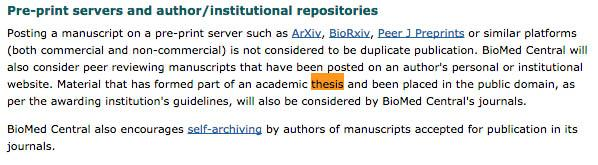 Pre-print servers and author/institutional repositories
Posting a manuscript on a pre-print server such as ArXiv, BioRxiv, Peer J Preprints or similar platforms
(both commercial and non-commercial) is not considered to be duplicate publication. BioMed Central will
also consider peer reviewing manuscripts that have been posted on an author's personal or institutional
website. Material that has formed part of an academic thesis and been placed in the public domain, as
per the awarding institution's guidelines, will also be considered by BioMed Central's journals.
BioMed Central also encourages self-archiving by authors of manuscripts accepted for publication in its
journals.